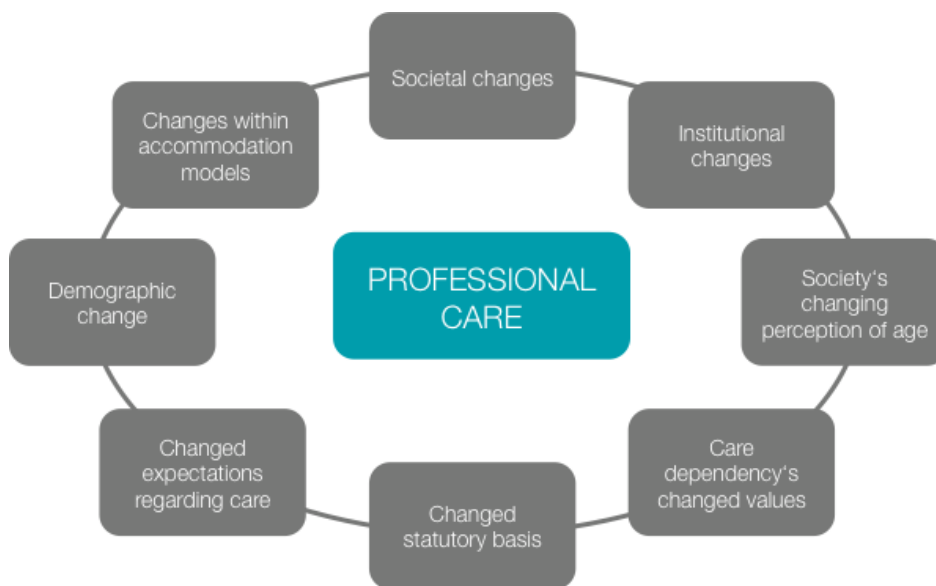 Societal changes
Institutional
changes
Society‘s
changing
perception of age
Care
dependency‘s
changed values
Changed
statutory basis
Changed
expectations
regarding care
Demographic
change
Changes within
accommodation
models
PROFESSIONAL
CARE